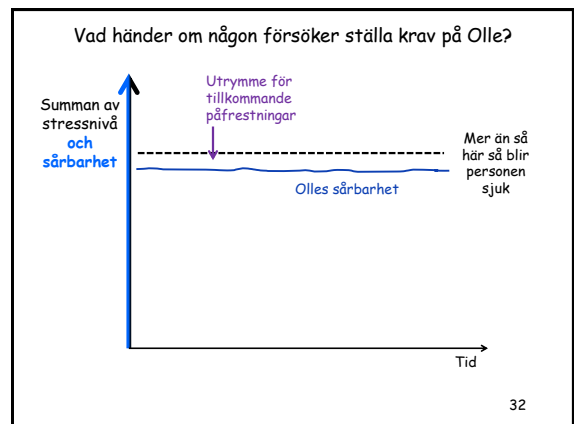 Vad händer om någon försöker ställa krav på Olle?
Utrymme för
tillkommande
påfrestningar
Summan av
stressnivå
och
sårbarhet
Mer än så
här så blir
personen
sjuk
Olles sårbarhet
Tid
32